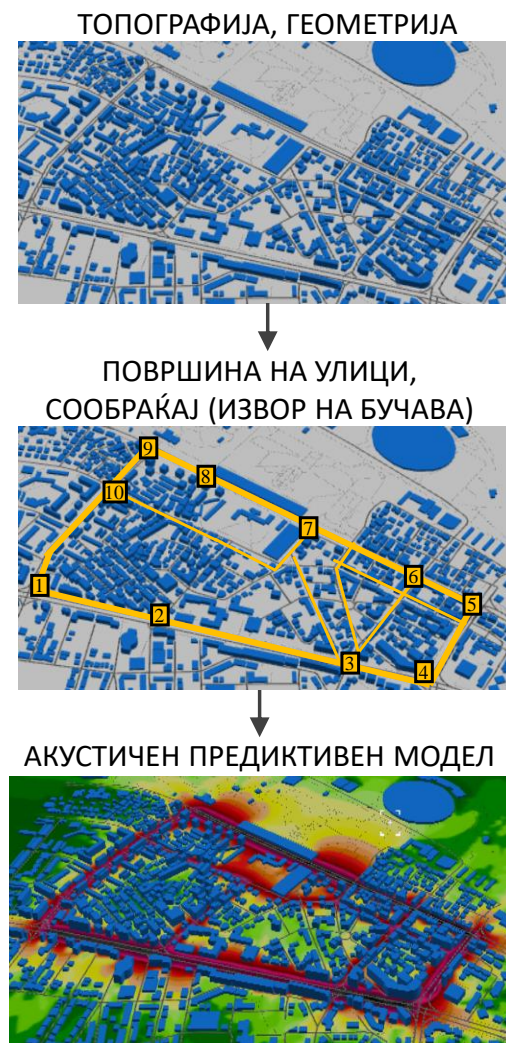 ТОПОГРАФИЈА, ГЕОМЕТРИЈА
ПОВРШИНА НА УЛИЦИ,
СООБРАЌАЈ (ИЗВОР НА БУЧАВА)
9
8
10
7
6
5
1
2
3
4
АКУСТИЧЕН ПРЕДИКТИВЕН МОДЕЛ